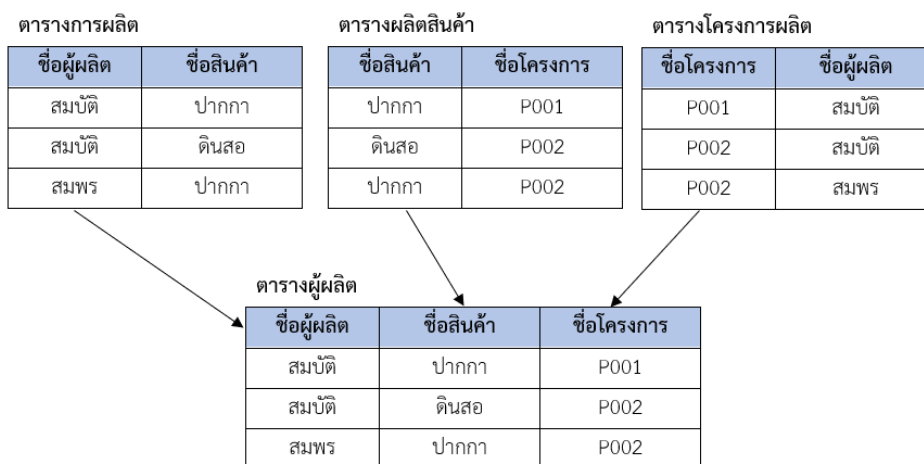 ตารางการผลิต ตารางผลิตสินค้า ตารางโครงการผลิต
ชื่อผู้ผลิต ชื่อสินค้า ชื่อสินค้า ชื่อโครงการ ชื่อโครงการ ชื่อผู้ผลิต
สมบัติ ปากกา ปากกา P001 P001 สมบัติ
สมบัติ ดินสอ ดินสอ P002 P002 สมบัติ
สมพร ปากกา ปากกา P002 P002 สมพร
ตารางผู้ผลิต
ชื่อผู้ผลิต ชื่อสินค้า ชื่อโครงการ
สมบัติ ปากกา P001
สมบัติ ดินสอ P002
สมพร ปากกา P002